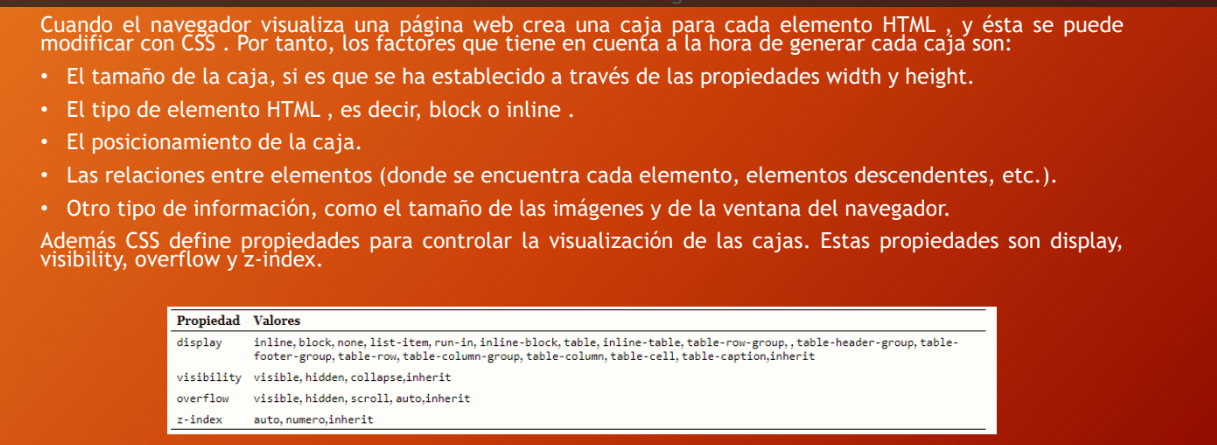 Cuando el navegador visualiza una página web crea una caja para cada elemento HTML , y ésta se puede
modificar con CSS . Por tanto, los factores que tiene en cuenta a la hora de generar cada caja son:
• El tamaño de la caja, si es que se ha establecido a través de las propiedades width y height.
• El tipo de elemento HTML , es decir, block o inline .
• El posicionamiento de la caja.
• Las relaciones entre elementos (donde se encuentra cada elemento, elementos descendentes, etc.).
• Otro tipo de información, como el tamaño de las imágenes y de la ventana del navegador.
Además CSS define propiedades para controlar la visualización de las cajas. Estas propiedades son display,
visibility, overflow y z-index.
Propiedad Valores
display inline, block, none, list-item, run-in, inline-block, table, inline-table, table-row-group, , table-header-group, table-
footer-group, table-row, table-column-group, table-column, table-cell, table-caption,inherit
visibility visible, hidden, collapse,inherit
overflow visible, hidden, scroll, auto,inherit
z-index auto, numero,inherit